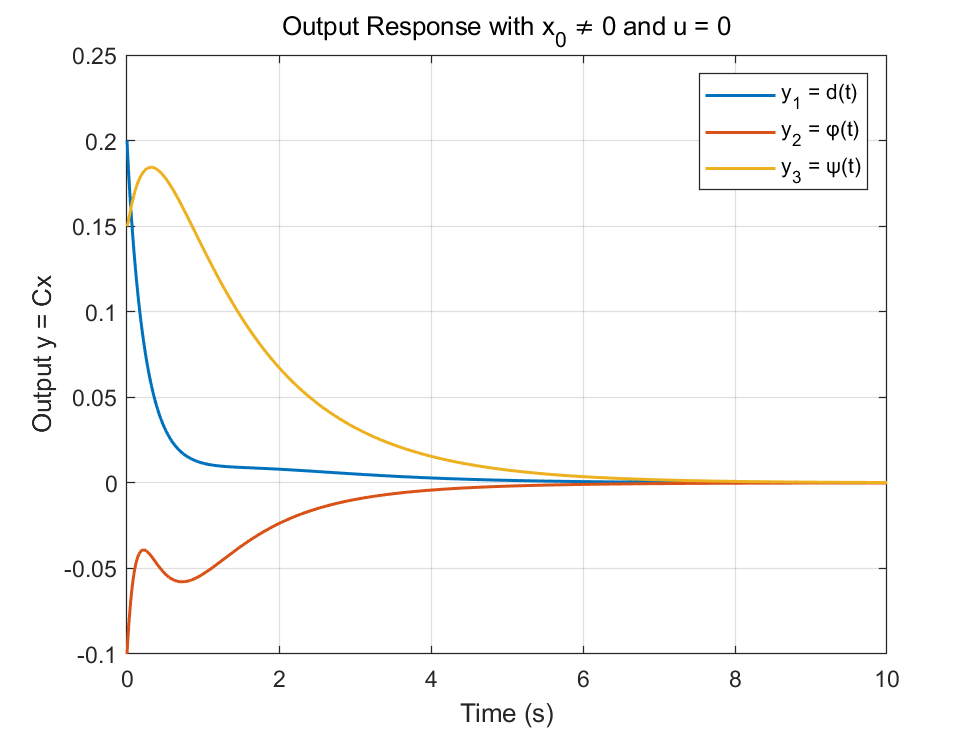 Output Response with x₀ ≠ 0 and u = 0
0.25
0.2
0.15
0.1
0.05
0
-0.05
-0.1
Output y = Cx
y₁ = d(t)
y₂ = φ(t)
y₃ = ψ(t)
0 2 4 6 8 10
Time (s)